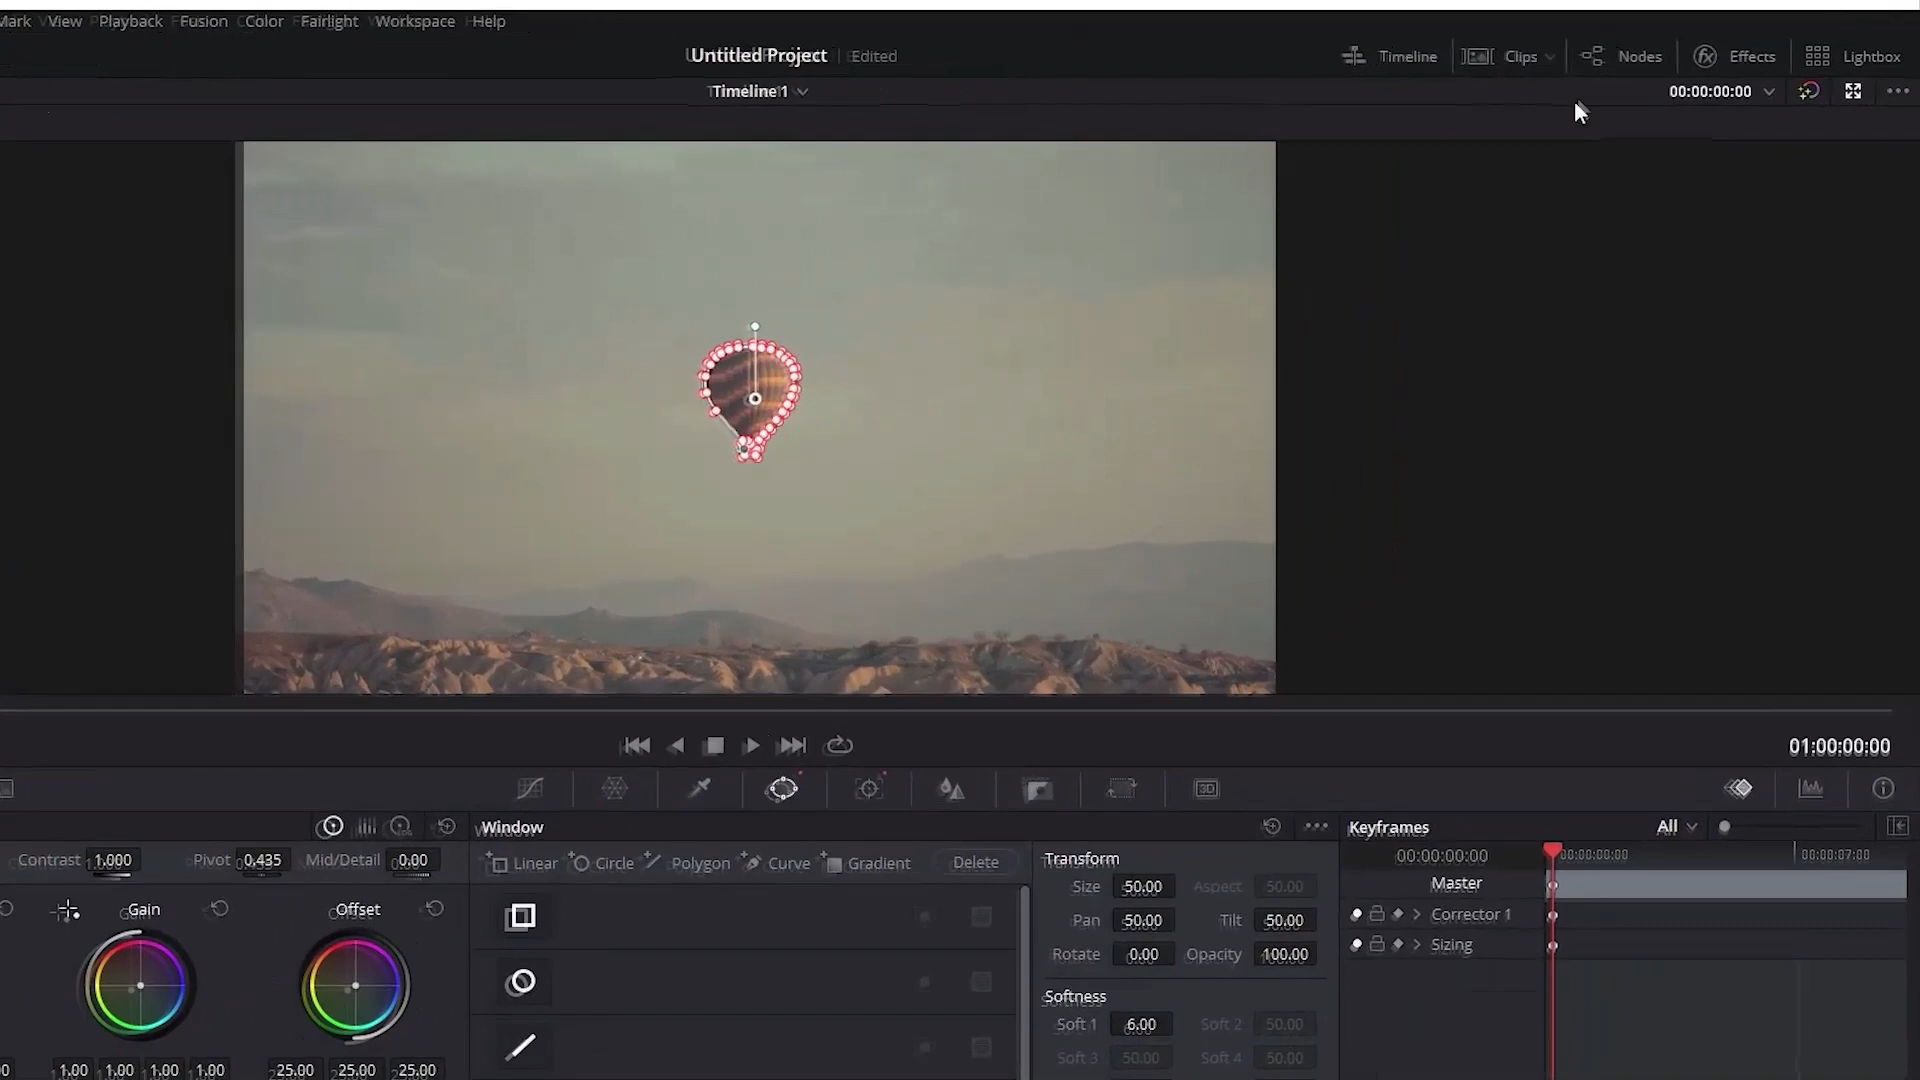 Mark View Playback Fusion Color Fairlight Workspace Help
Untitled Project Edited
Timeline Clips Nodes Effects Lightbox
Timeline 1
00:00:00:00
01:00:00:00
3D
Window
Keyframes All
Contrast 1.000 Pivot 0.435 Mid/Detail 0.00
Linear Circle Polygon Curve Gradient Delete
Transform
00:00:00:00 00:00:00:00 00:00:07:00
Size 50.00 Aspect 50.00
Master
Gain Offset
Pan 50.00 Tilt 50.00
Corrector 1
Rotate 0.00 Opacity 100.00
Sizing
Softness
Soft 1 6.00 Soft 2 50.00
Soft 3 50.00 Soft 4 50.00
1.00 1.00 1.00 1.00 25.00 25.00 25.00